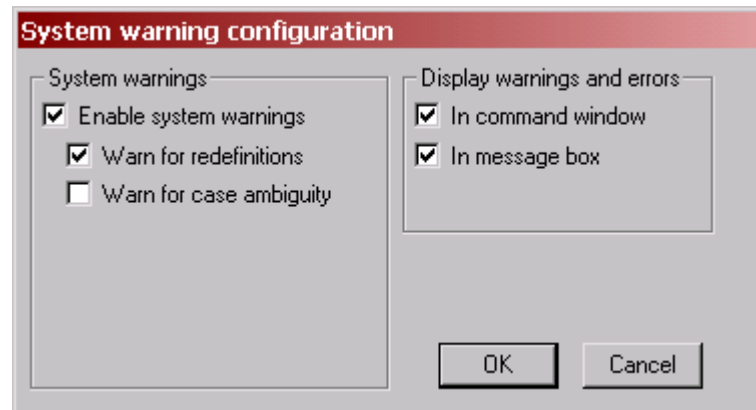 System warning configuration
System warnings
Enable system warnings
Warn for redefinitions
Warn for case ambiguity
Display warnings and errors
In command window
In message box
OK
Cancel